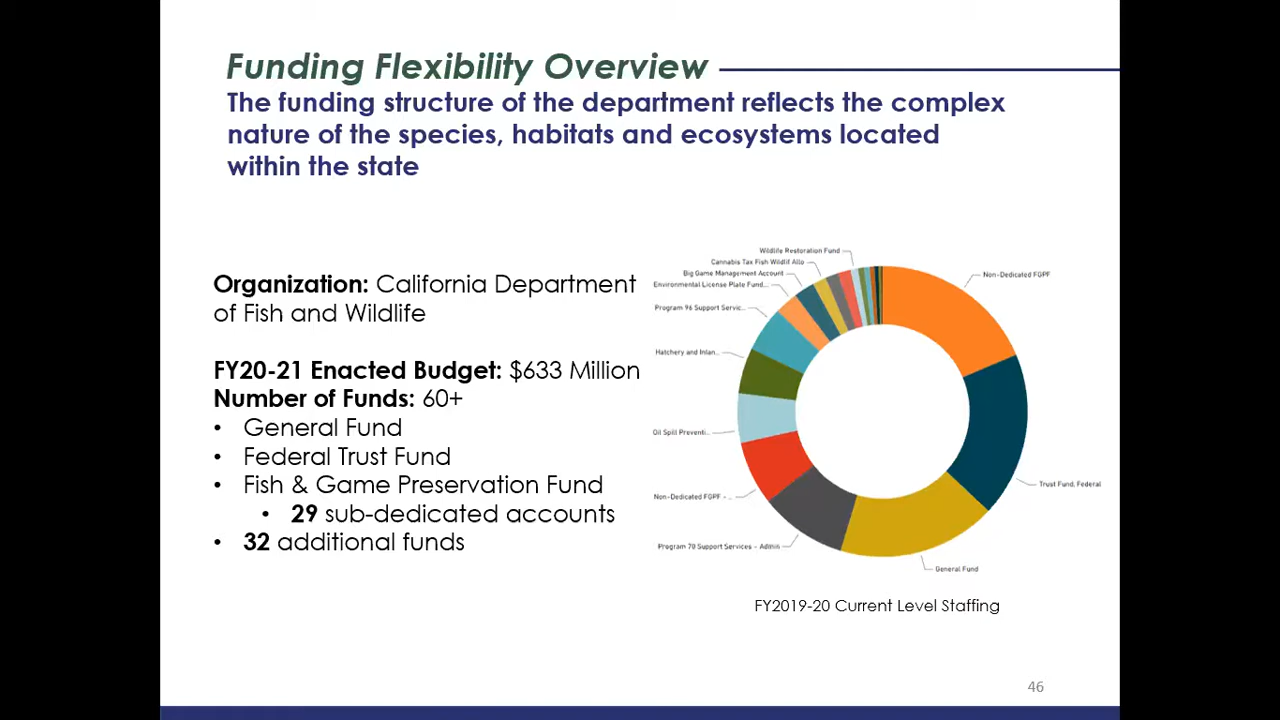 Funding Flexibility Overview
The funding structure of the department reflects the complex
nature of the species, habitats and ecosystems located
within the state
Organization: California Department
of Fish and Wildlife
FY20-21 Enacted Budget: $633 Million
Number of Funds: 60+
• General Fund
• Federal Trust Fund
• Fish & Game Preservation Fund
• 29 sub-dedicated accounts
• 32 additional funds
Wildlife Restoration Fund
Cannabis Tax Fish Wildlif Allo
Big Game Management Account
Environmental License Plate Fund...
Program 96 Support Servic...
Hatchery and Inlan...
Oil Spill Preventi...
Non-Dedicated FGPF - ...
Program 70 Support Services - Admin
Non-Dedicated FGPF
Trust Fund, Federal
General Fund
FY2019-20 Current Level Staffing
46